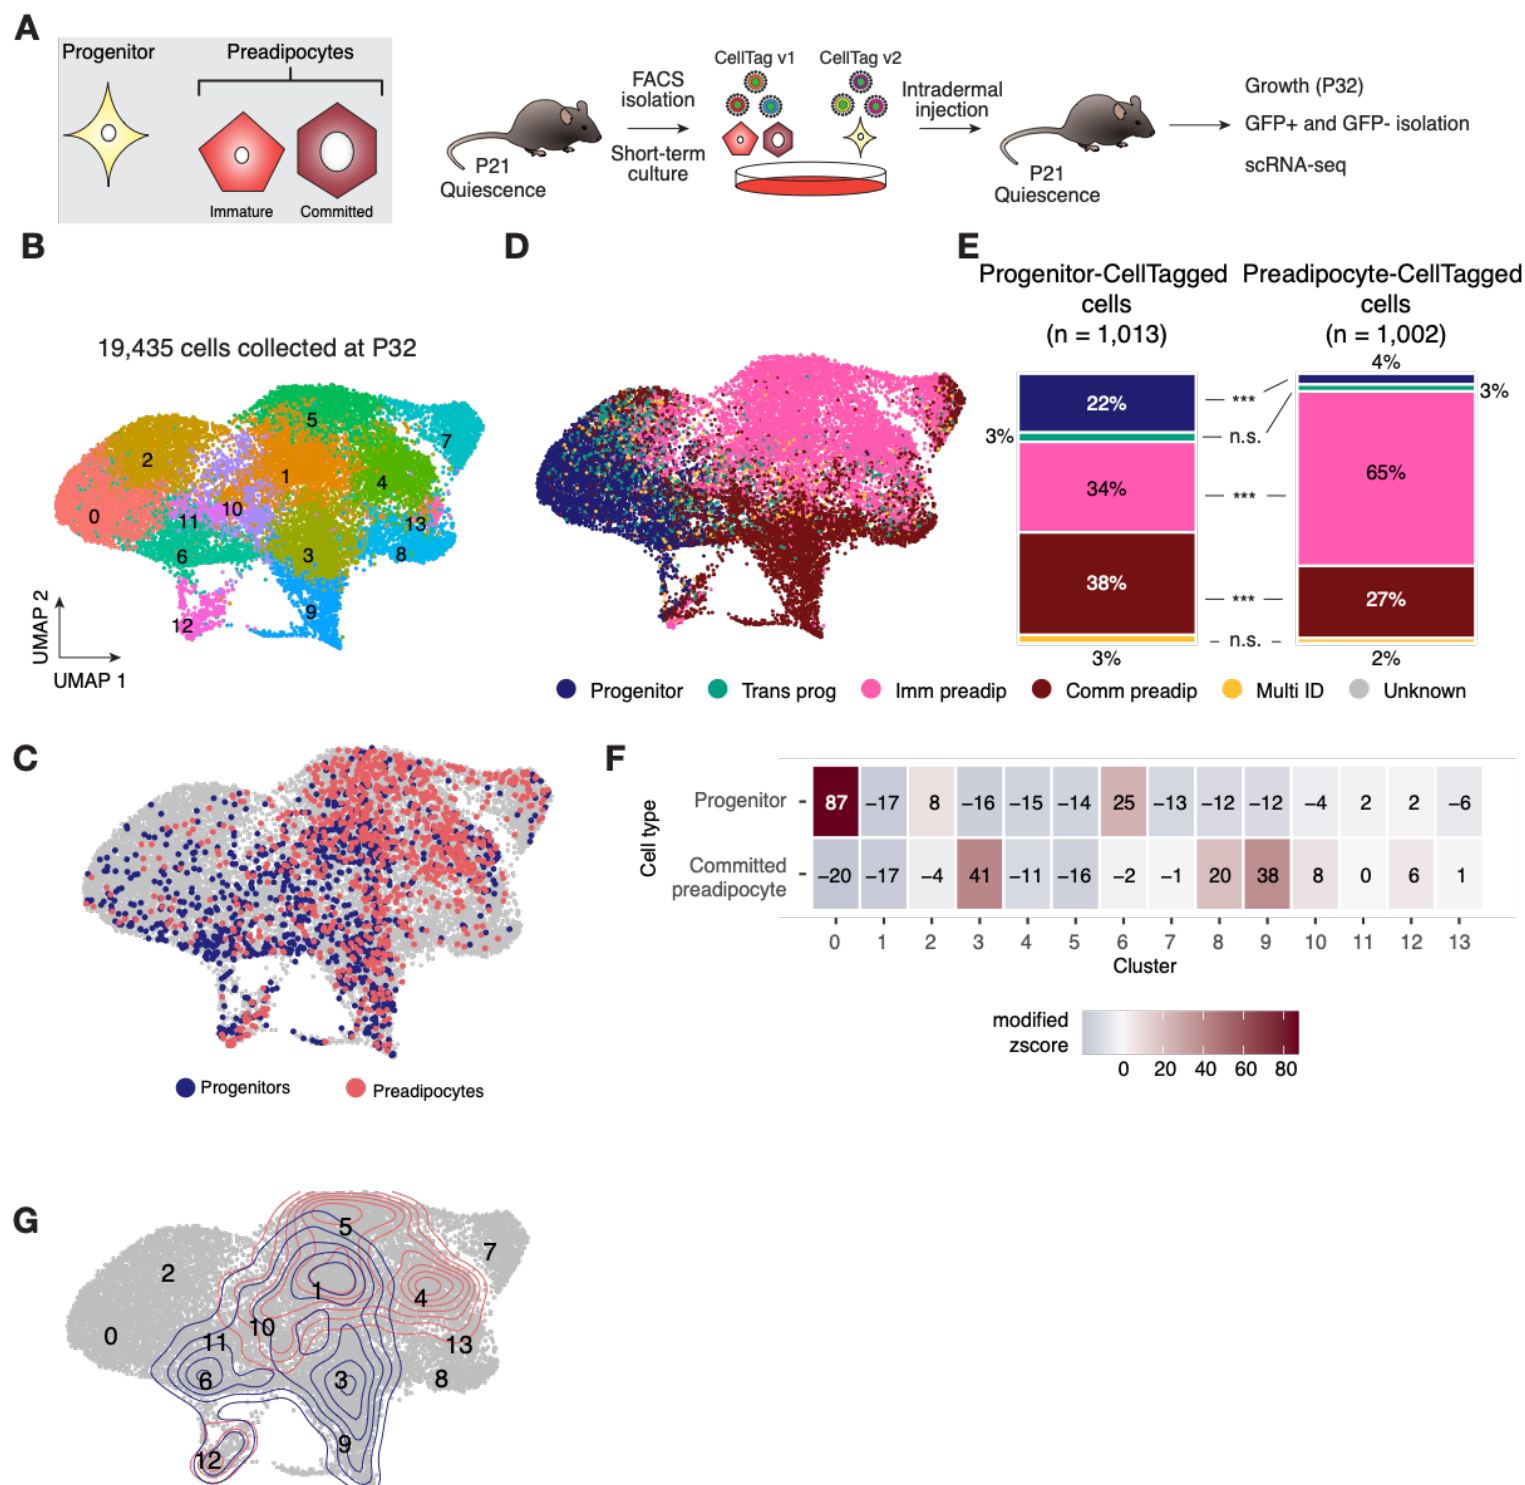 A
Progenitor
Preadipocytes
Immature
Committed
P21
Quiescence
FACS
isolation
Short-term
culture
CellTag v1
CellTag v2
Intradermal
injection
P21
Quiescence
Growth (P32)
GFP+ and GFP- isolation
scRNA-seq
B
19,435 cells collected at P32
5
7
2
1
4
10
0
11
13
6
3
8
9
12
UMAP 2
UMAP 1
D
E
Progenitor-CellTagged
cells
(n = 1,013)
Preadipocyte-CellTagged
cells
(n = 1,002)
4%
22%
***
3%
3%
n.s.
34%
***
65%
38%
***
27%
n.s.
3%
2%
Progenitor
Trans prog
Imm preadip
Comm preadip
Multi ID
Unknown
C
Progenitors
Preadipocytes
F
Cell type
Progenitor
87 −17 8 −16 −15 −14 25 −13 −12 −12 −4 2 2 −6
Committed
preadipocyte
−20 −17 −4 41 −11 −16 −2 −1 20 38 8 0 6 1
0 1 2 3 4 5 6 7 8 9 10 11 12 13
Cluster
modified
zscore
0 20 40 60 80
G
5
7
2
1
4
10
0
11
13
6
3
8
9
12